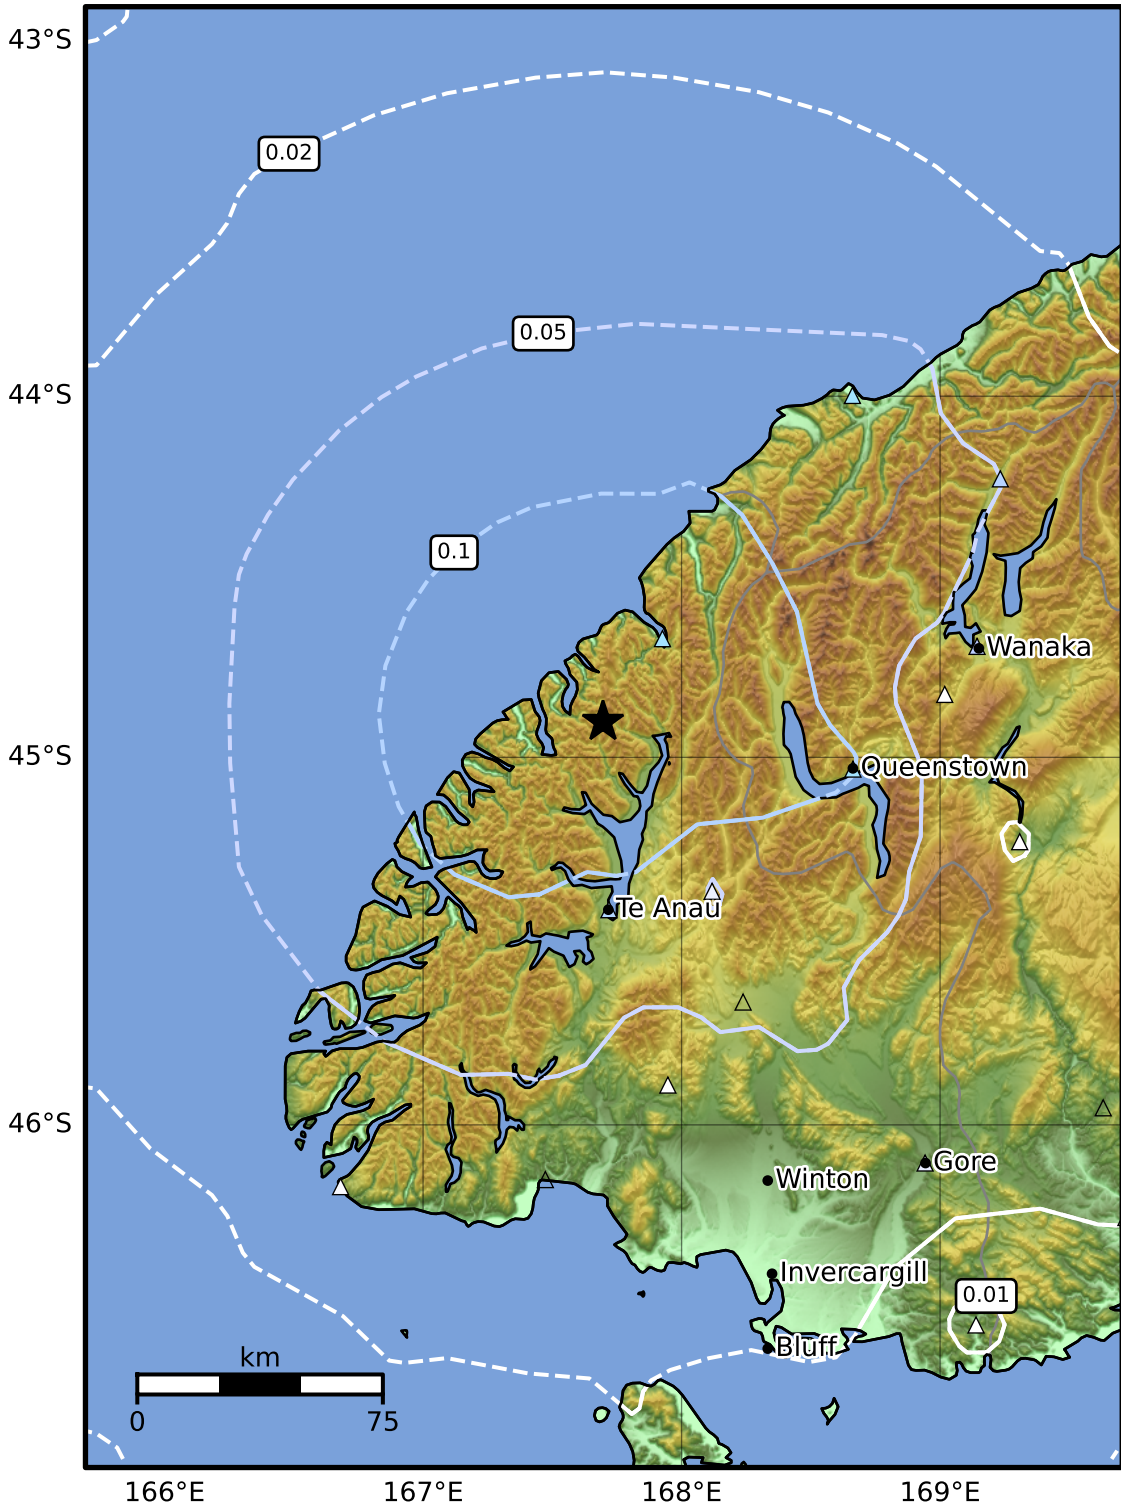 43°S
0.02
0.05
44°S
0.1
Wanaka
45°S
Queenstown
Te Anau
46°S
Gore
Winton
Invercargill
0.01
Bluff
km
0 75
166°E 167°E 168°E 169°E